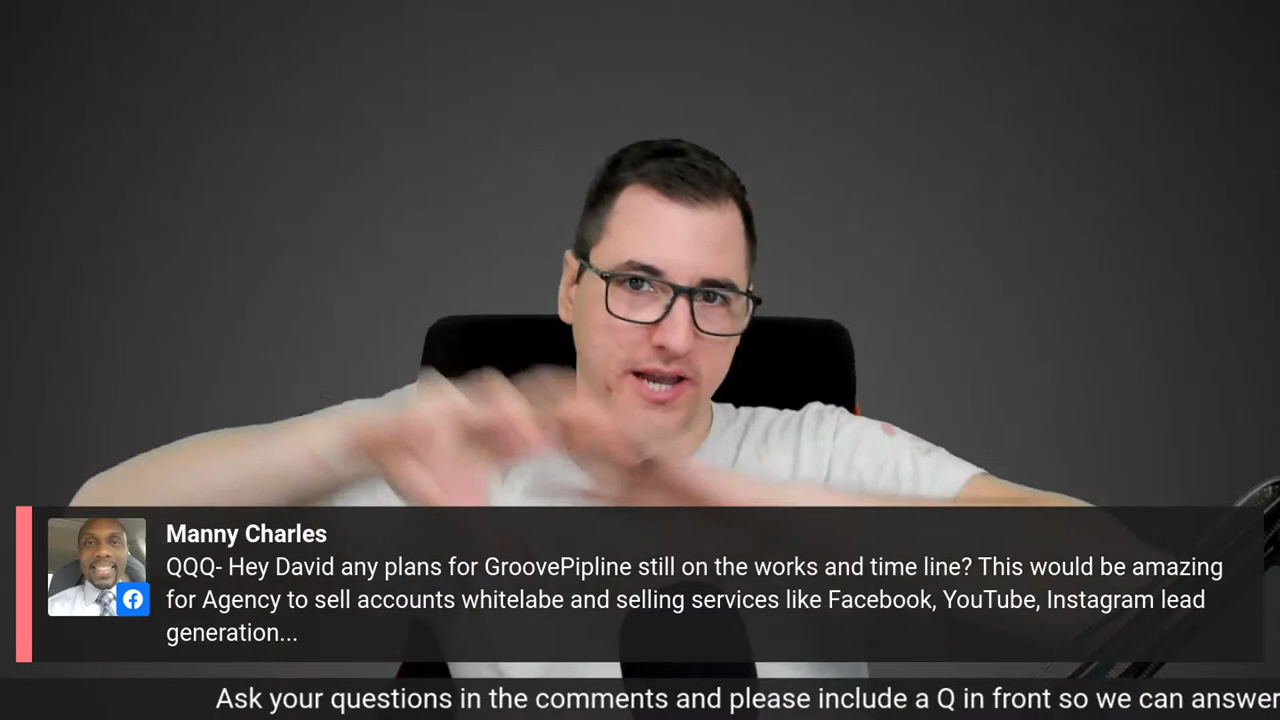 Manny Charles
QQQ- Hey David any plans for GroovePipline still on the works and time line? This would be amazing
for Agency to sell accounts whitelabe and selling services like Facebook, YouTube, Instagram lead
generation...
Ask your questions in the comments and please include a Q in front so we can answer